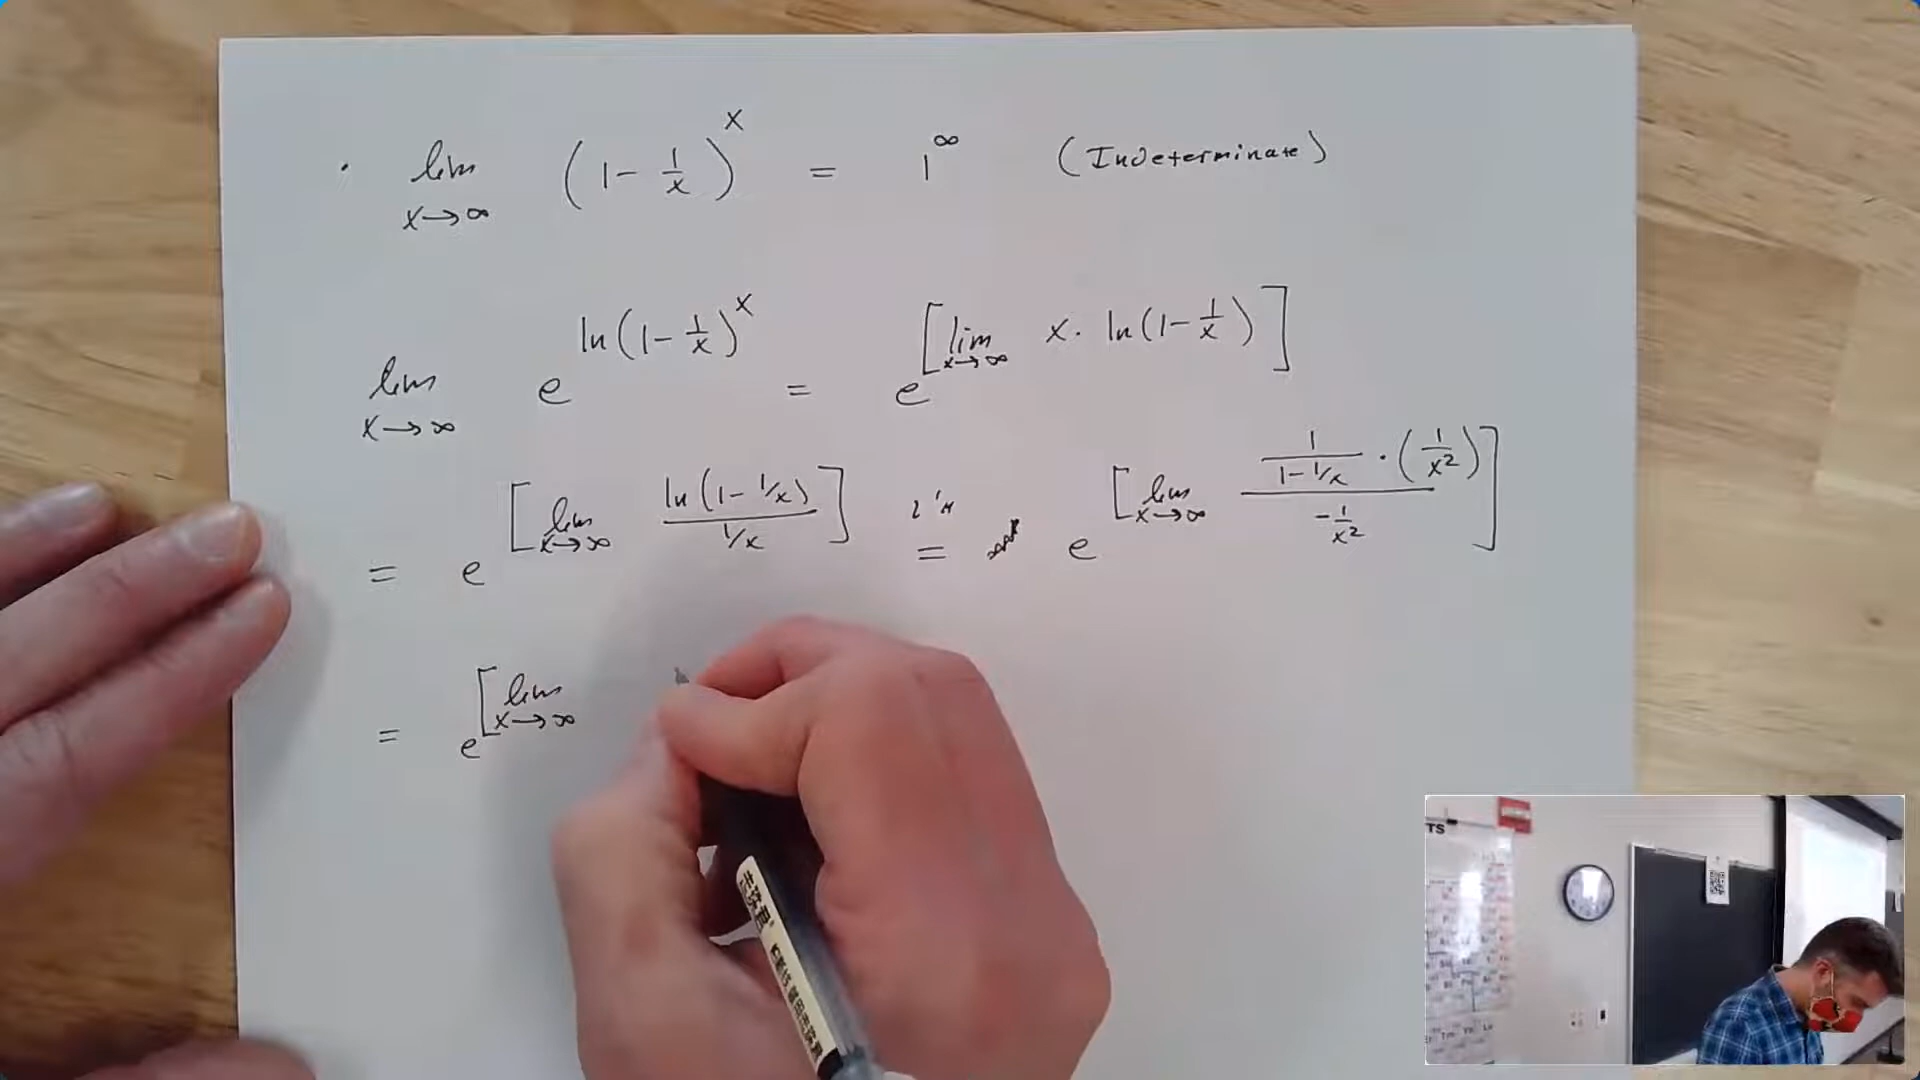 · lim x→∞ (1 - 1/x)^x = 1^∞ (Indeterminate)
lim x→∞ e^(ln(1 - 1/x)^x) = e^[lim x→∞ x · ln(1 - 1/x)]
= e^[lim x→∞ ln(1 - 1/x) / (1/x)] L'H = e^[lim x→∞ (1/(1 - 1/x) · (1/x²)) / (-1/x²)]
= e^[lim x→∞
TS